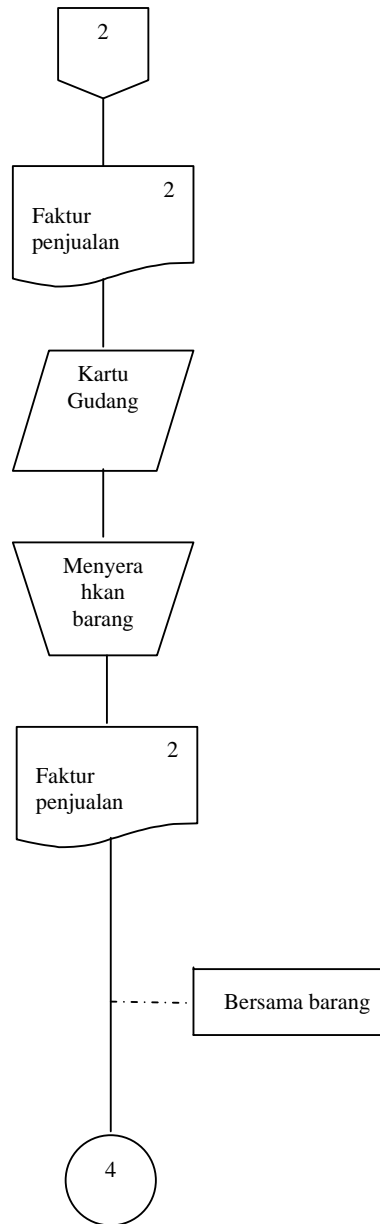 2
2
Faktur
penjualan
Kartu
Gudang
Menyera
hkan
barang
2
Faktur
penjualan
Bersama barang
4